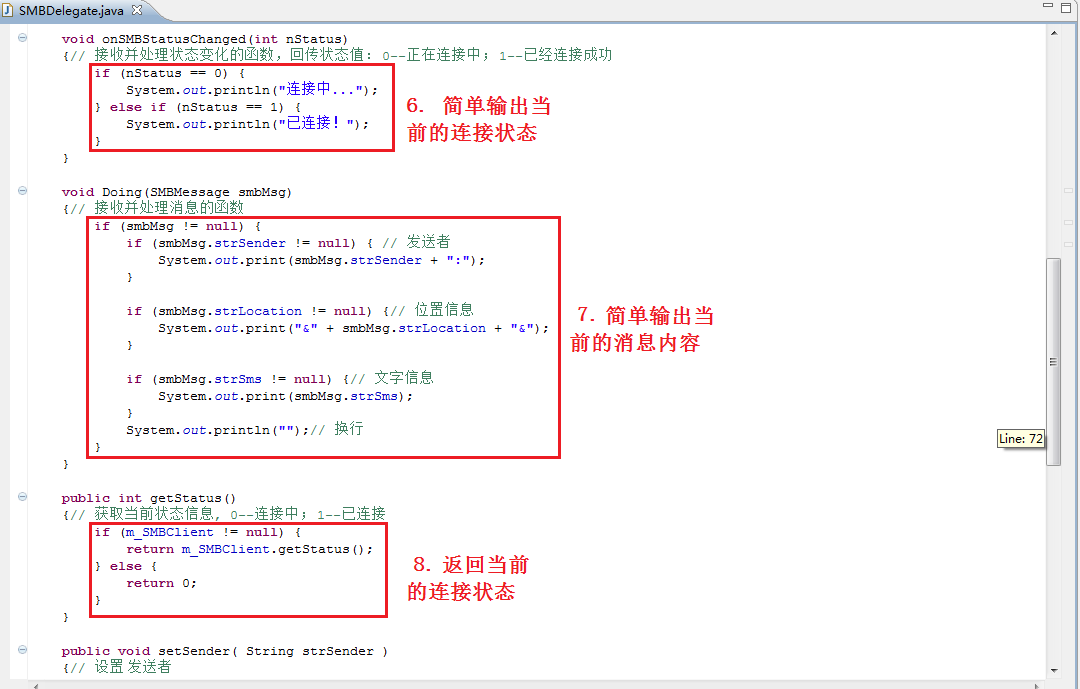 SMBDelegate.java
void onSMBStatusChanged(int nStatus)
{// 接收并处理状态变化的函数，回传状态值：0--正在连接中；1--已经连接成功
if (nStatus == 0) {
System.out.println("连接中...");
} else if (nStatus == 1) {
System.out.println("已连接！");
}
}
6. 简单输出当
前的连接状态
void Doing(SMBMessage smbMsg)
{// 接收并处理消息的函数
if (smbMsg != null) {
if (smbMsg.strSender != null) { // 发送者
System.out.print(smbMsg.strSender + ":");
}
if (smbMsg.strLocation != null) {// 位置信息
System.out.print("&" + smbMsg.strLocation + "&");
}
if (smbMsg.strSms != null) {// 文字信息
System.out.print(smbMsg.strSms);
}
System.out.println("");// 换行
}
}
7. 简单输出当
前的消息内容
Line: 72
public int getStatus()
{// 获取当前状态信息, 0--连接中；1--已连接
if (m_SMBClient != null) {
return m_SMBClient.getStatus();
} else {
return 0;
}
}
8. 返回当前
的连接状态
public void setSender( String strSender )
{// 设置 发送者